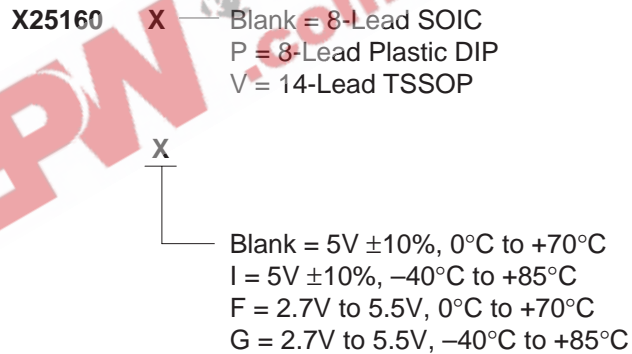 X25160 X Blank = 8-Lead SOIC
P = 8-Lead Plastic DIP
V = 14-Lead TSSOP
X
Blank = 5V ±10%, 0°C to +70°C
I = 5V ±10%, –40°C to +85°C
F = 2.7V to 5.5V, 0°C to +70°C
G = 2.7V to 5.5V, –40°C to +85°C